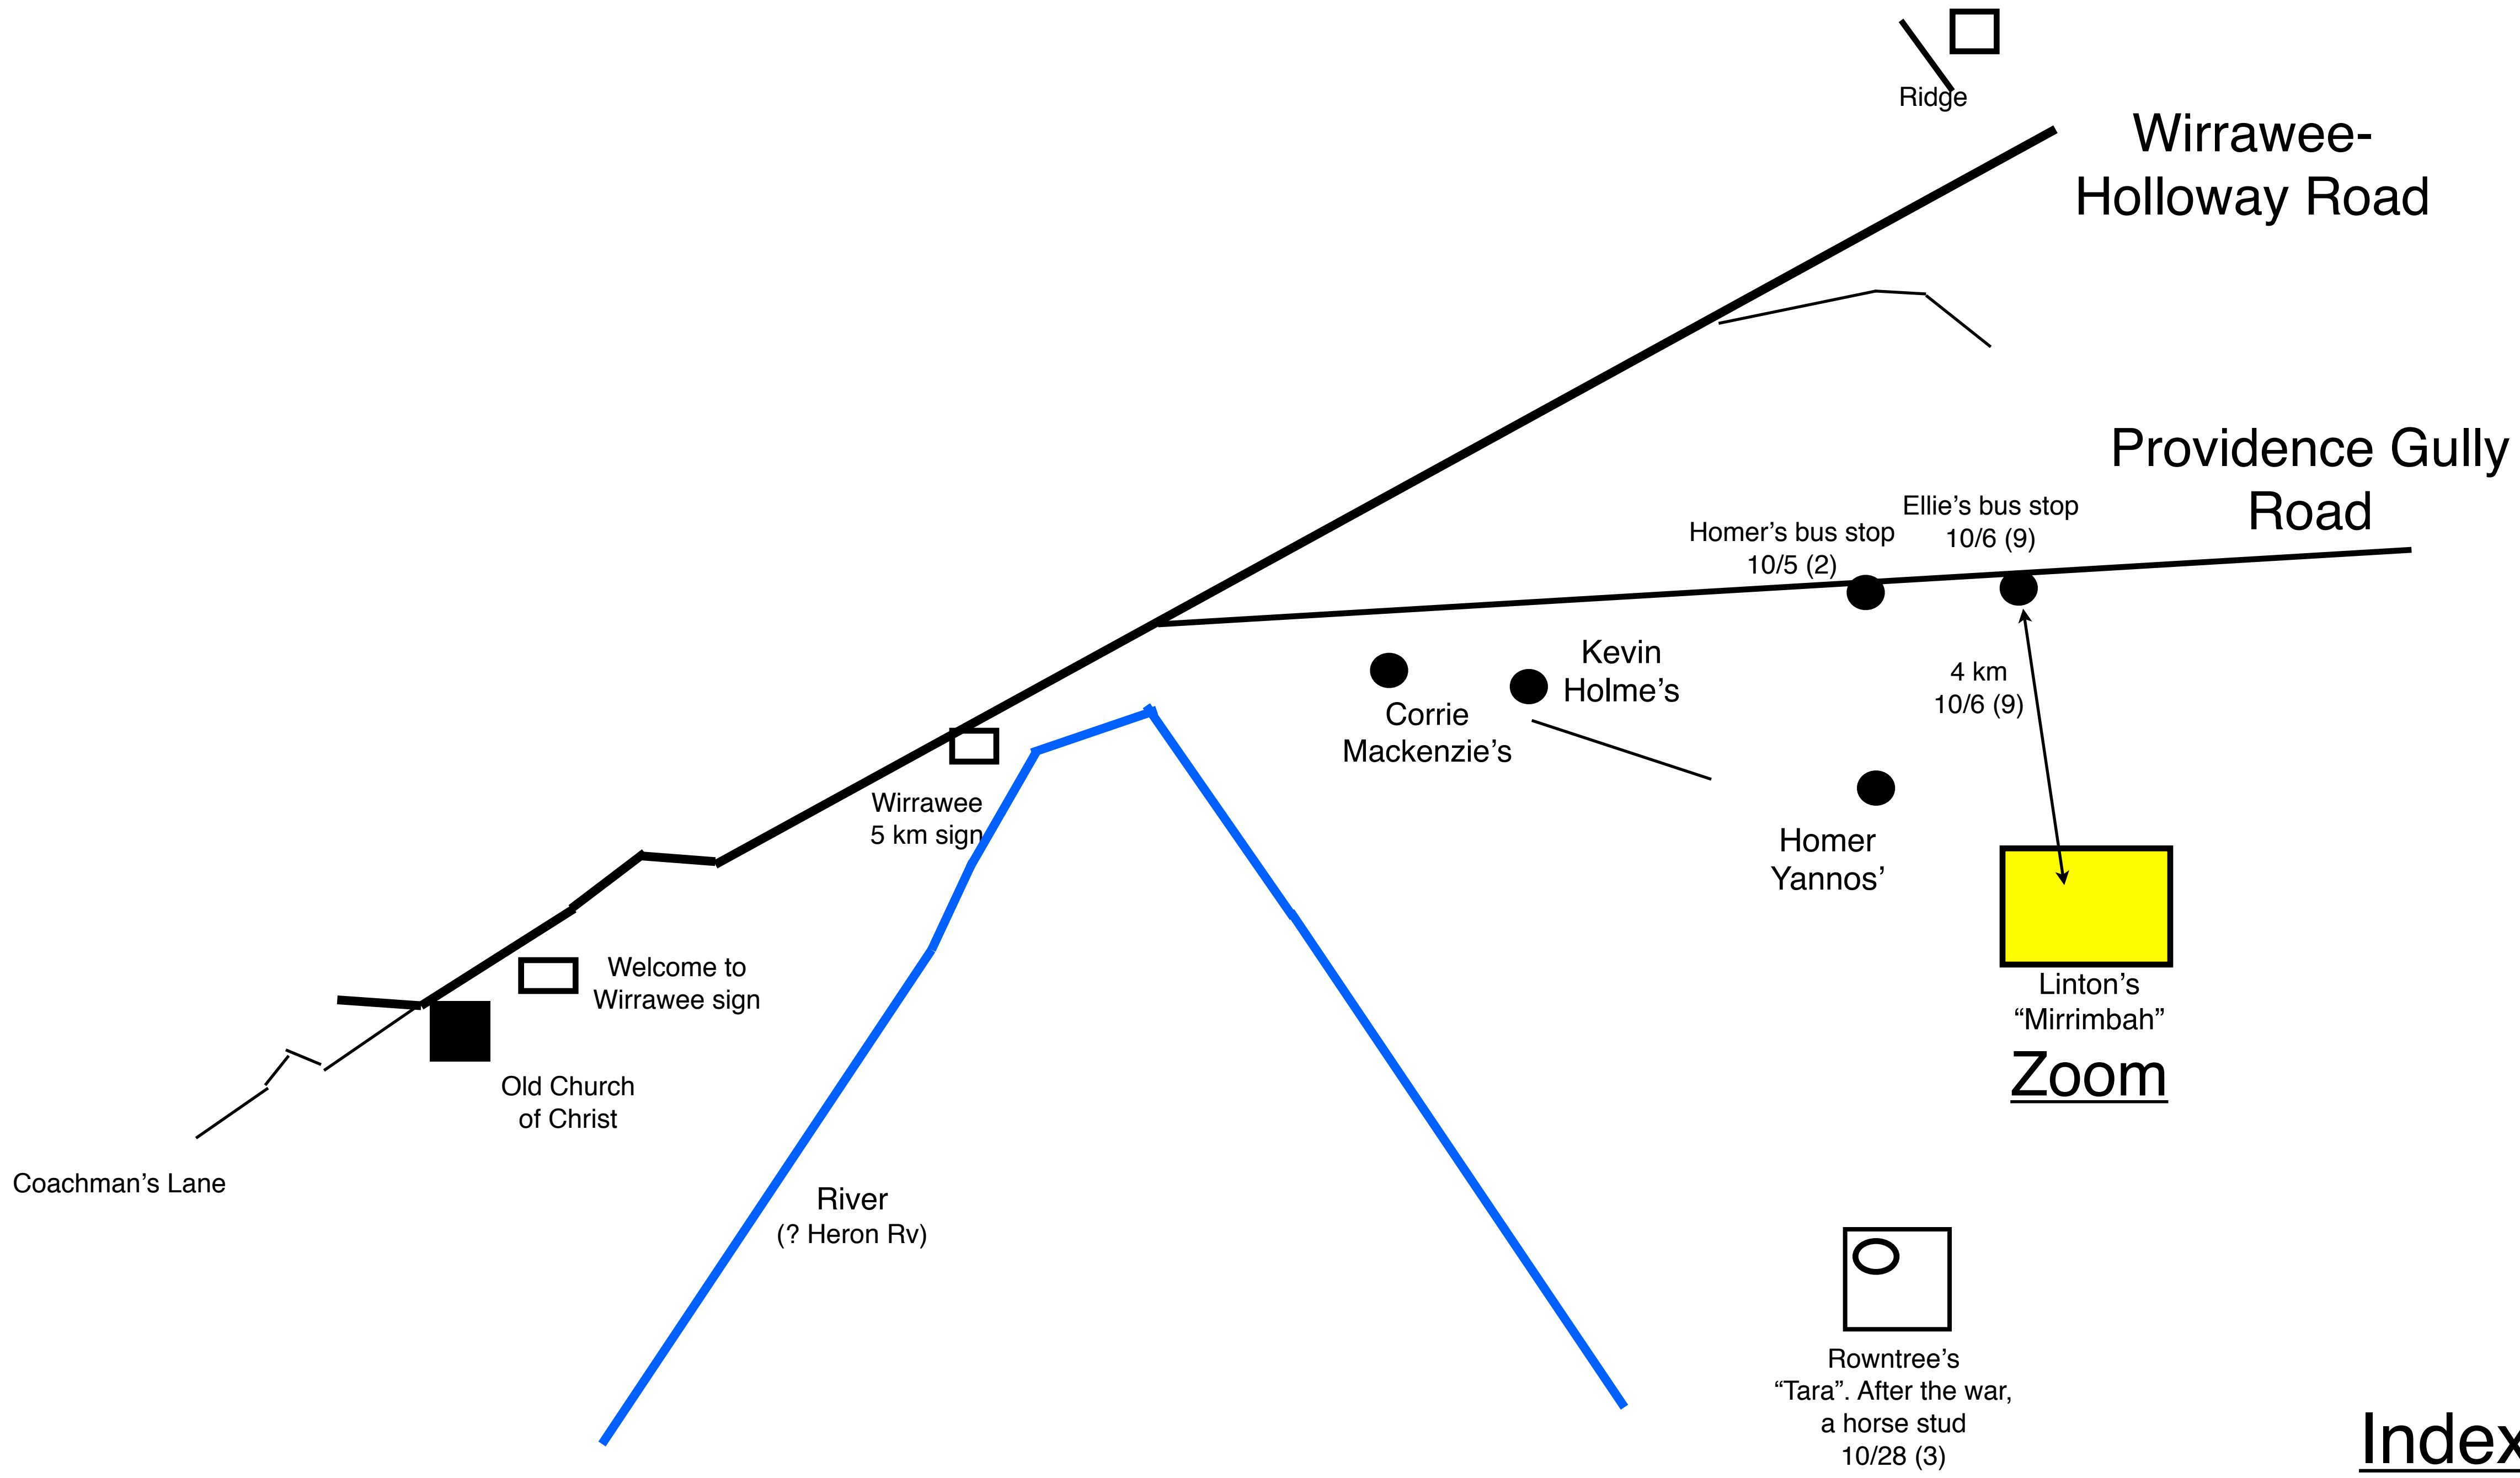 Ridge
Wirrawee-
Holloway Road
Providence Gully
Road
Ellie’s bus stop
10/6 (9)
Homer’s bus stop
10/5 (2)
Kevin
Holme’s
4 km
10/6 (9)
Corrie
Mackenzie’s
Wirrawee
5 km sign
Homer
Yannos’
Welcome to
Wirrawee sign
Linton’s
“Mirrimbah”
Zoom
Old Church
of Christ
Coachman’s Lane
River
(? Heron Rv)
Rowntree’s
“Tara”. After the war,
a horse stud
10/28 (3)
Index